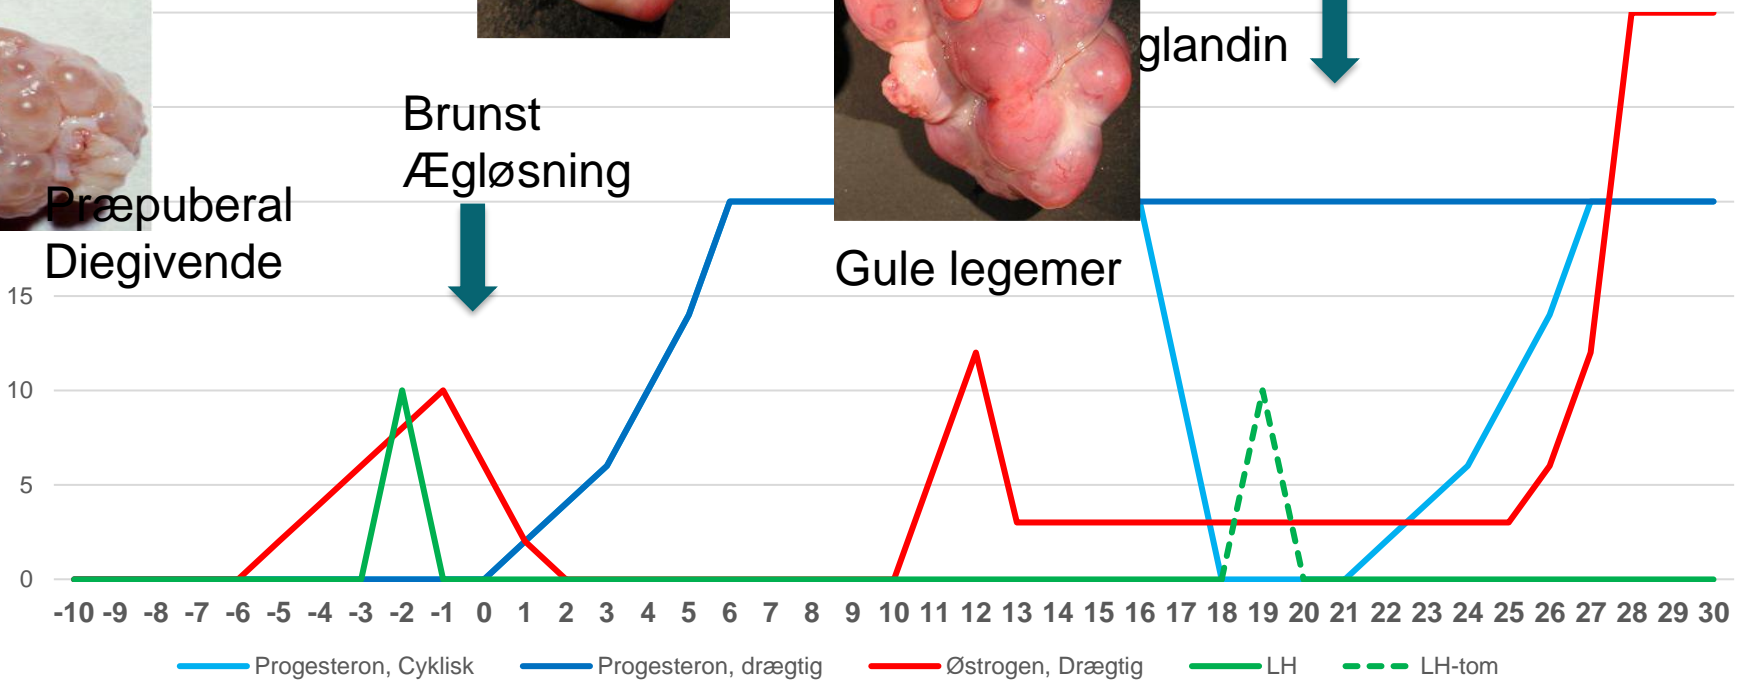 glandin
Brunst
Ægløsning
Præpuberal
Diegivende
Gule legemer
15
10
5
0
-10 -9 -8 -7 -6 -5 -4 -3 -2 -1 0 1 2 3 4 5 6 7 8 9 10 11 12 13 14 15 16 17 18 19 20 21 22 23 24 25 26 27 28 29 30
Progesteron, Cyklisk Progesteron, drægtig Østrogen, Drægtig LH LH-tom